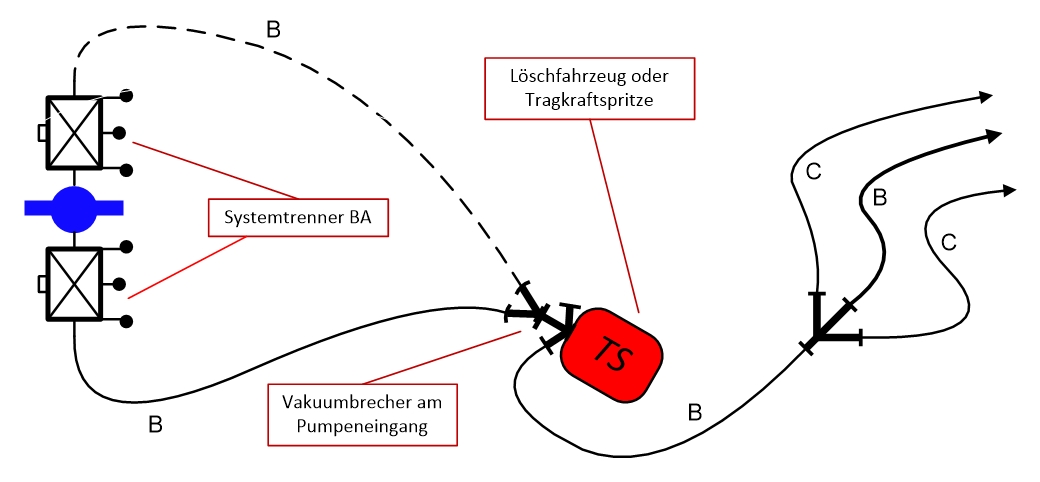 B
Löschfahrzeug oder
Tragkraftspritze
C
B
C
Systemtrenner BA
TS
Vakuumbrecher am
Pumpeneingang
B
B